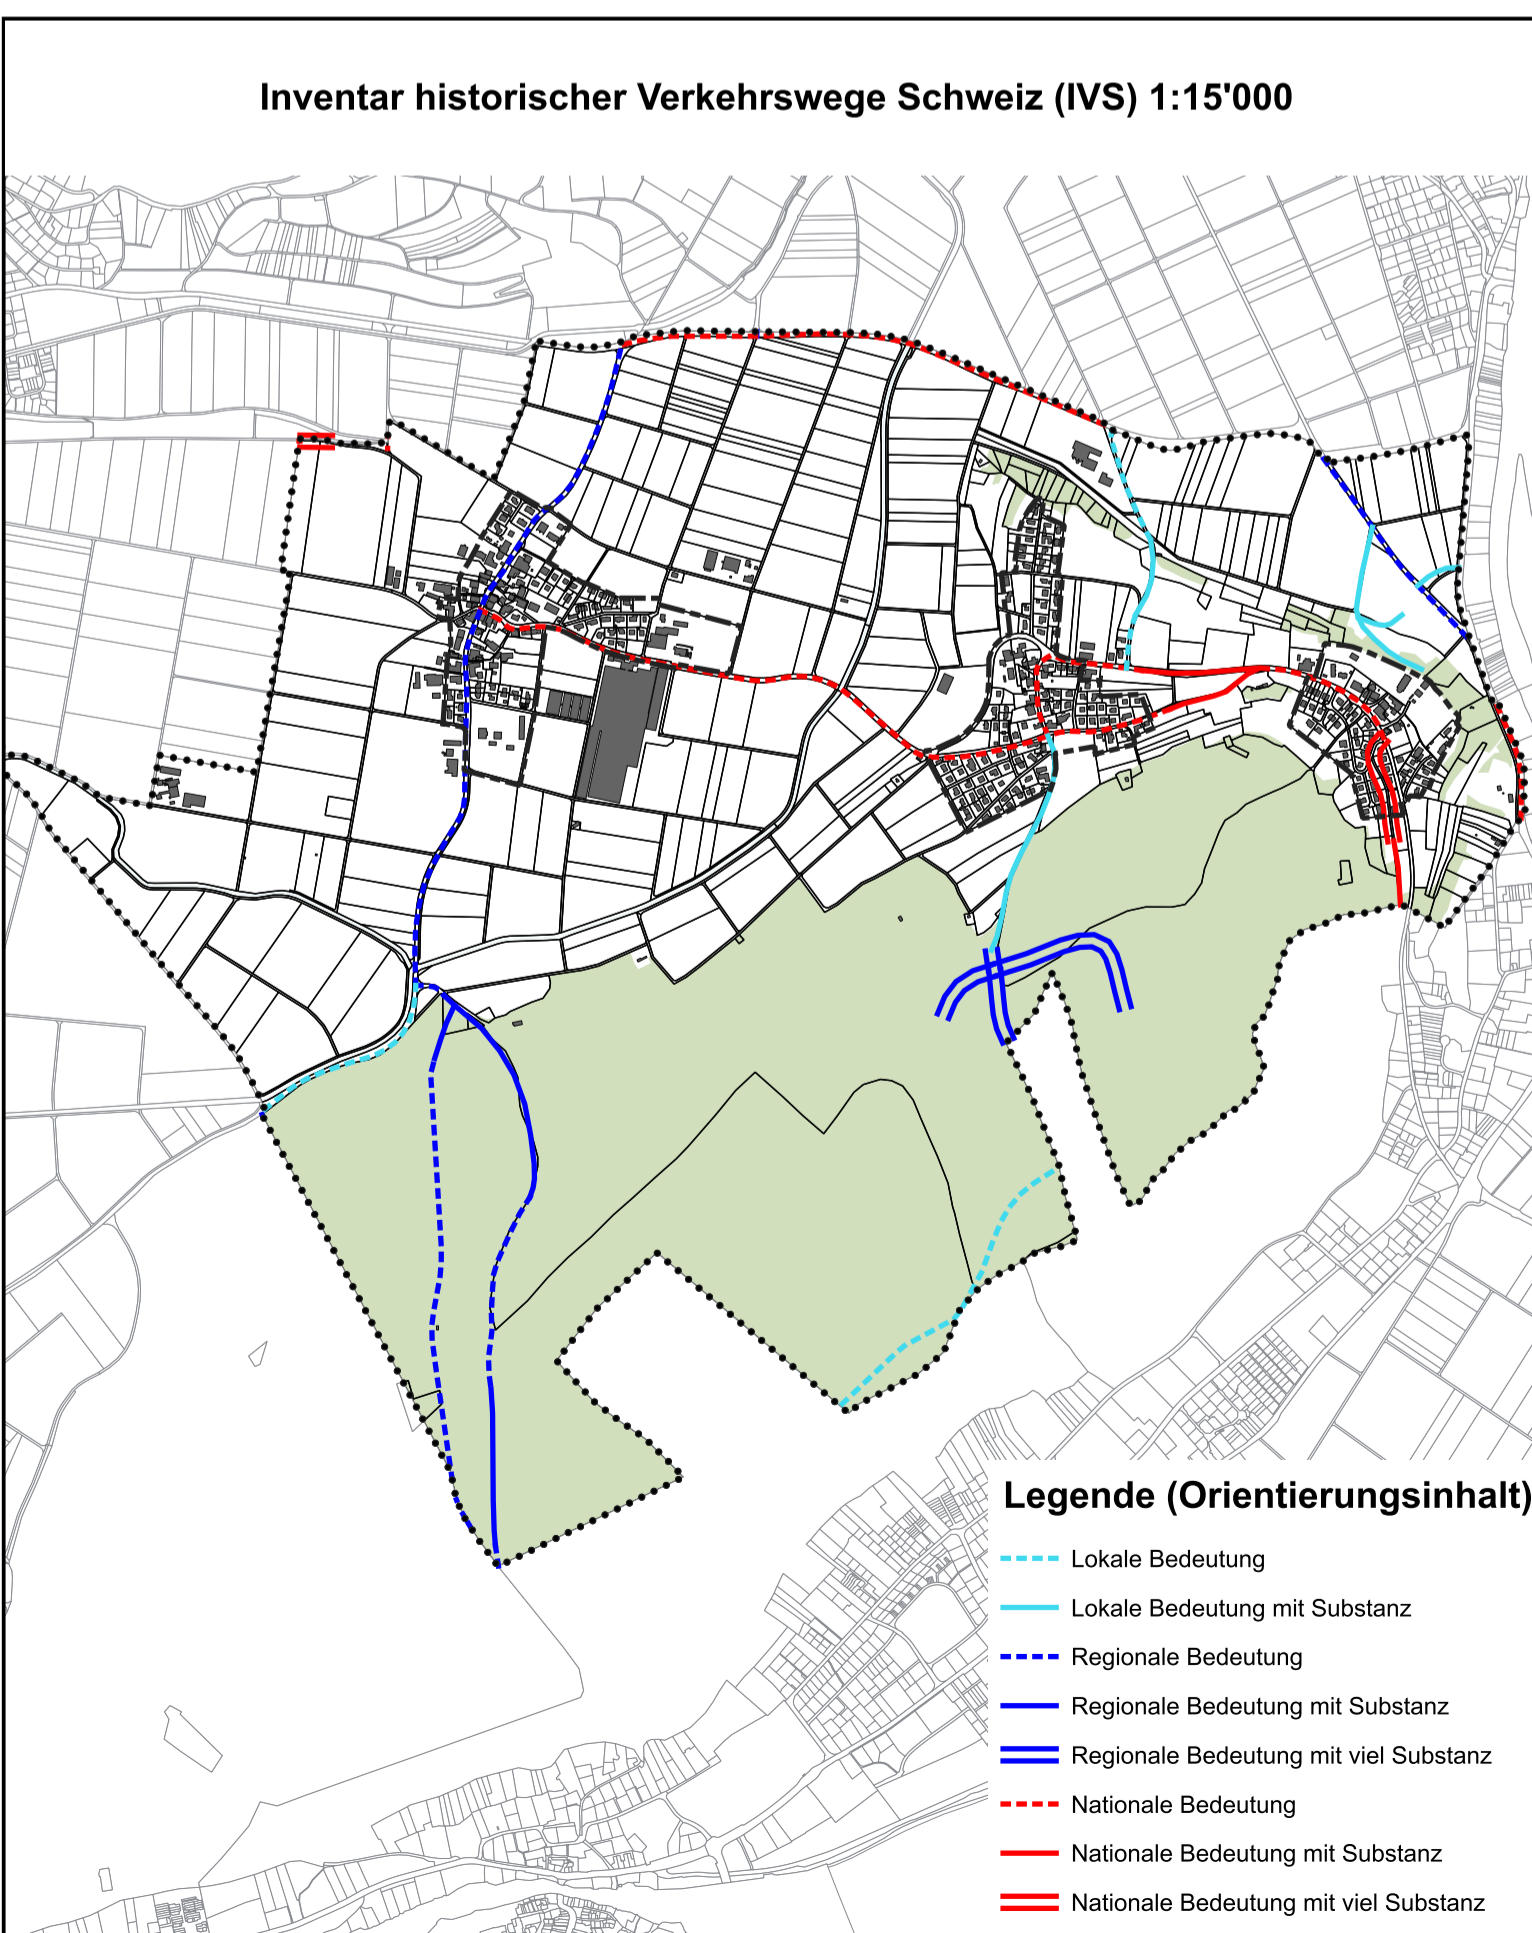 Inventar historischer Verkehrswege Schweiz (IVS) 1:15'000
Legende (Orientierungsinhalt)
Lokale Bedeutung
Lokale Bedeutung mit Substanz
Regionale Bedeutung
Regionale Bedeutung mit Substanz
Regionale Bedeutung mit viel Substanz
Nationale Bedeutung
Nationale Bedeutung mit Substanz
Nationale Bedeutung mit viel Substanz